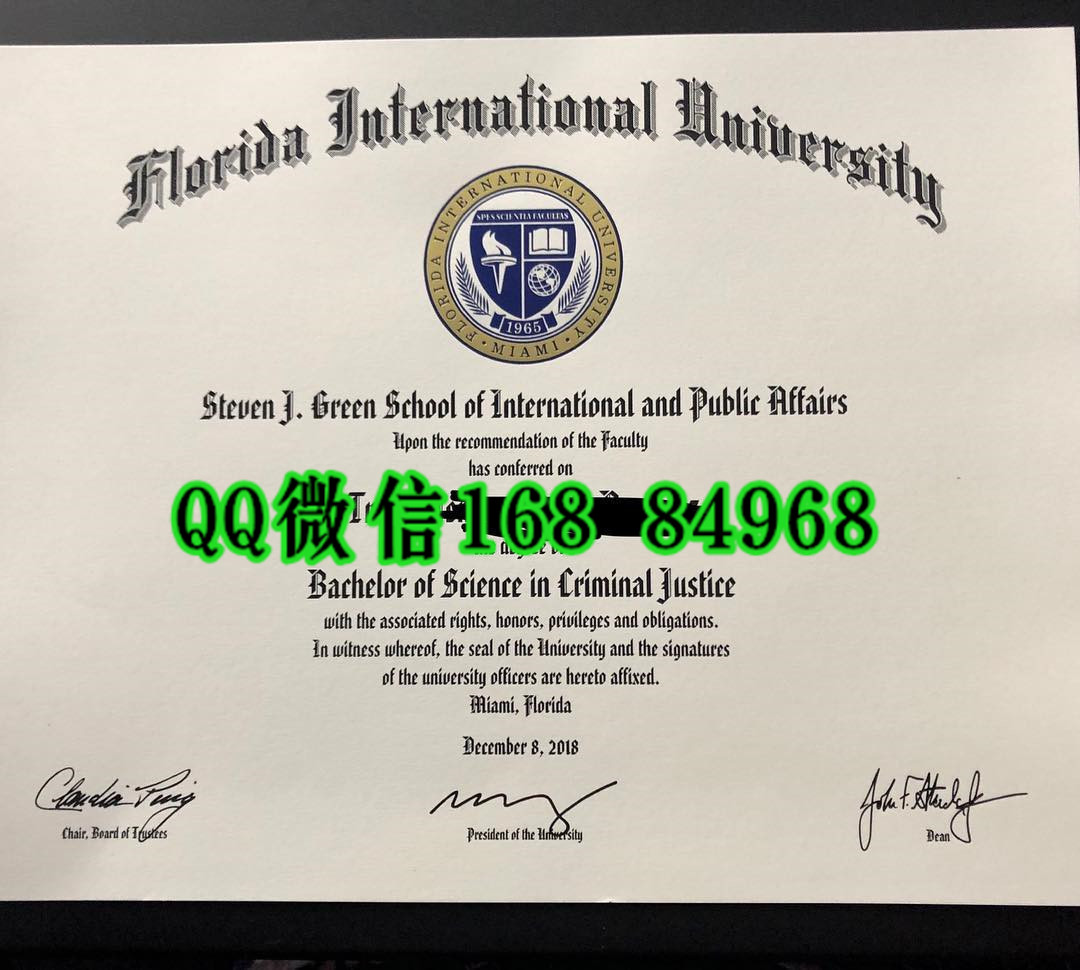 Florida International University
FLORIDA INTERNATIONAL UNIVERSITY
SPES SCIENTIA FACULTAS
1965
MIAMI
Steven J. Green School of International and Public Affairs
Upon the recommendation of the Faculty
has conferred on
QQ微信168 84968
Bachelor of Science in Criminal Justice
with the associated rights, honors, privileges and obligations.
In witness whereof, the seal of the University and the signatures
of the university officers are hereto affixed.
Miami, Florida
December 8, 2018
Chair, Board of Trustees
President of the University
Dean